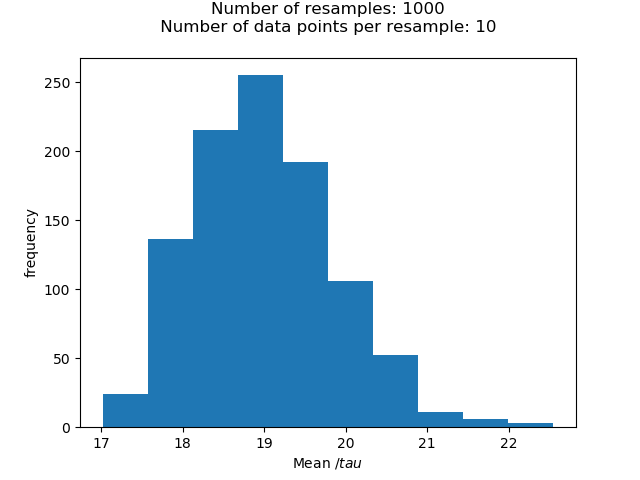 Number of resamples: 1000
Number of data points per resample: 10
250
200
150
100
50
0
frequency
17 18 19 20 21 22
Mean /tau